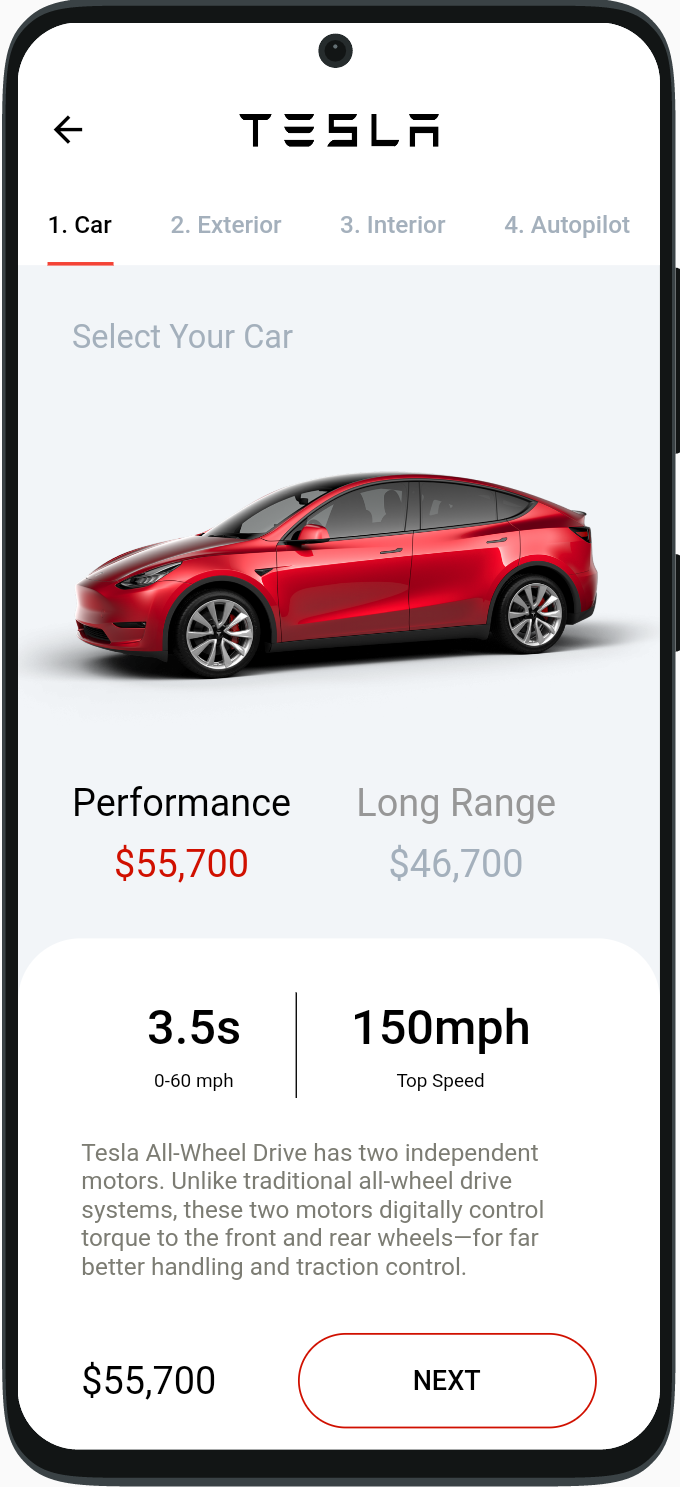 TESLA
1. Car 2. Exterior 3. Interior 4. Autopilot
Select Your Car
Performance Long Range
$55,700 $46,700
3.5s 150mph
0-60 mph Top Speed
Tesla All-Wheel Drive has two independent
motors. Unlike traditional all-wheel drive
systems, these two motors digitally control
torque to the front and rear wheels—for far
better handling and traction control.
$55,700 NEXT